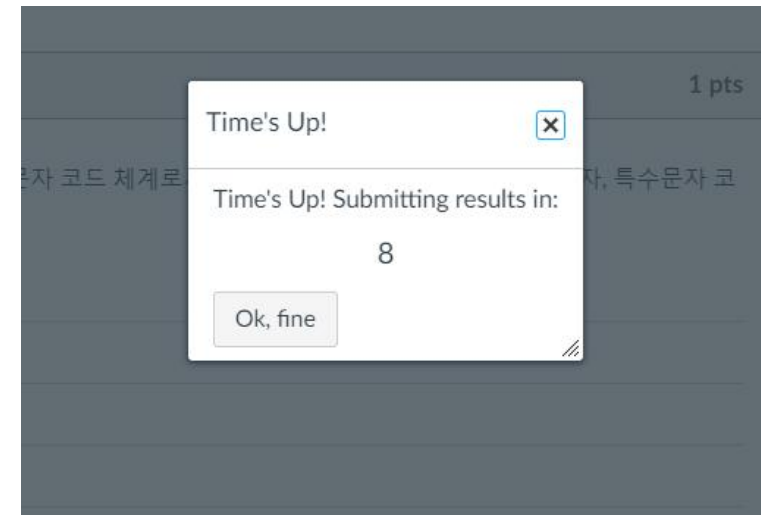 1 pts
Time's Up!
자 코드 체계로
자, 특수문자 코
Time's Up! Submitting results in:
8
Ok, fine